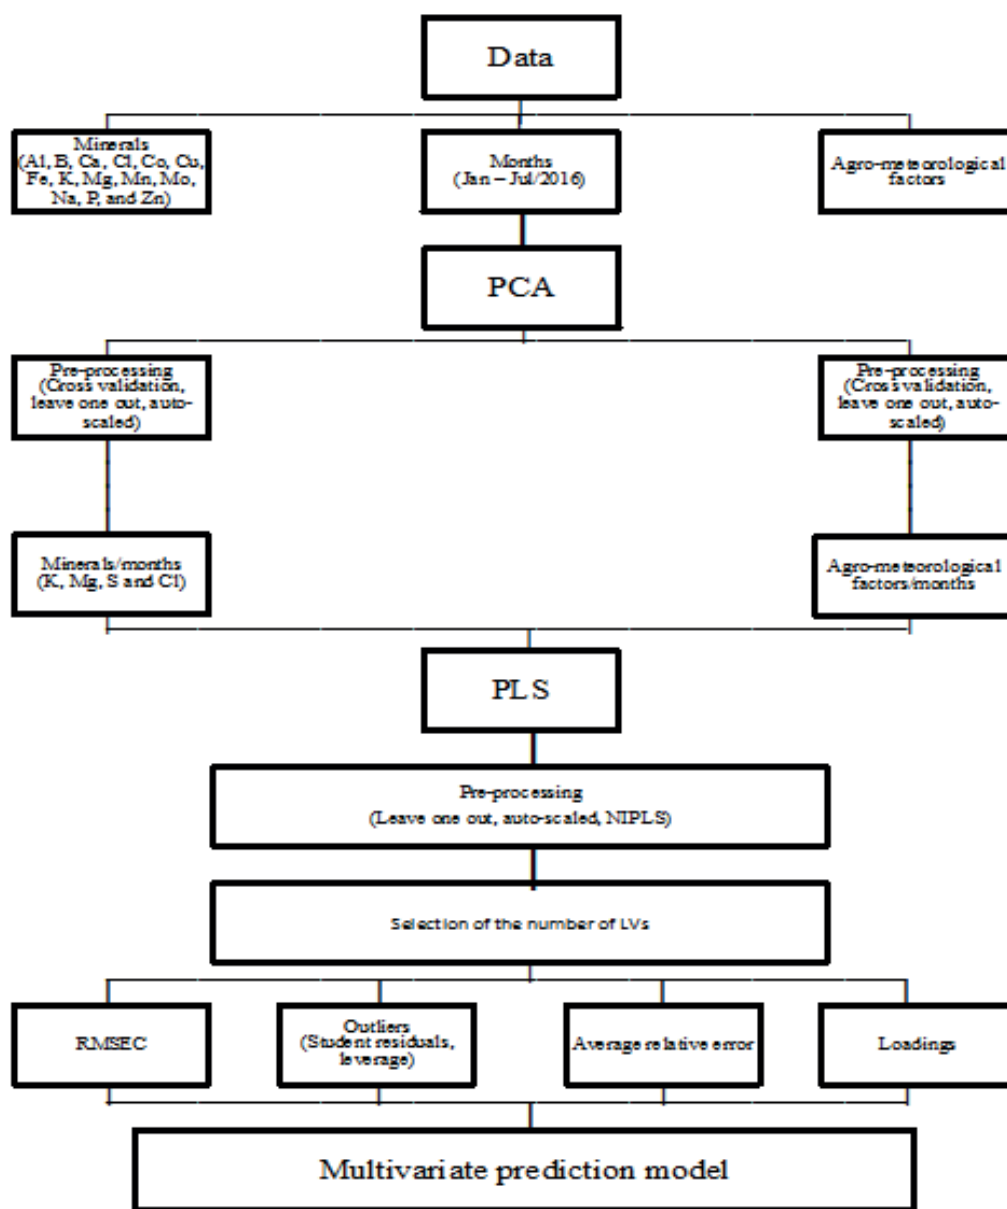 Data
Minerals
(Al, B, Ca, Cl, Co, Cu,
Fe, K, Mg, Mn, Mo,
Na, P, and Zn)
Months
(Jan – Jul/2016)
Agro-meteorological
factors
PCA
Pre-processing
(Cross validation,
leave one out, auto-
scaled)
Pre-processing
(Cross validation,
leave one out, auto-
scaled)
Minerals/months
(K, Mg, S and Cl)
Agro-meteorological
factors/months
PLS
Pre-processing
(Leave one out, auto-scaled, NIPLS)
Selection of the number of LVs
RMSEC
Outliers
(Student residuals,
leverage)
Average relative error
Loadings
Multivariate prediction model